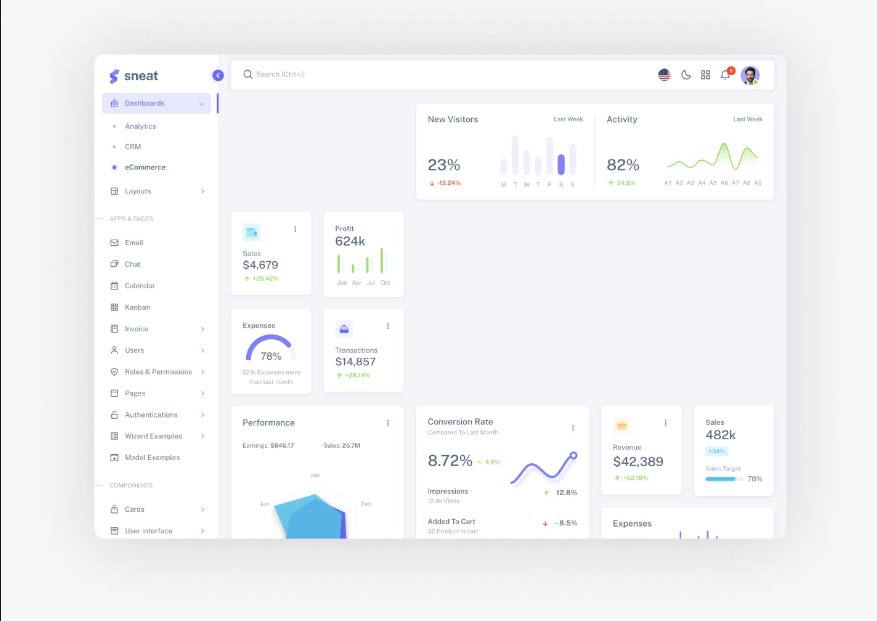 sneat
Search (Ctrl+/)
Dashboards
Analytics
CRM
eCommerce
Layouts
APPS & PAGES
Email
Chat
Calendar
Kanban
Invoice
Users
Roles & Permissions
Pages
Authentications
Wizard Examples
Modal Examples
COMPONENTS
Cards
User interface
New Visitors Last Week
23%
-13.24%
M T W T F S S
Activity Last Week
82%
24.8%
A1 A2 A3 A4 A5 A6 A7 A8 A9
Sales
$4,679
+28.42%
Profit
624k
Jan Apr Jul Oct
Expenses
78%
$21k Expenses more
than last month
Transactions
$14,857
+28.14%
Performance
Earnings: $846.17 Sales: 25.7M
Jan
Feb
Jun
Conversion Rate
Compared To Last Month
8.72% 4.8%
Impressions
12.4k Visits
12.8%
Added To Cart
32 Product in cart
- 8.5%
Revenue
$42,389
+52.18%
Sales
482k
+34%
Sales Target
78%
Expenses